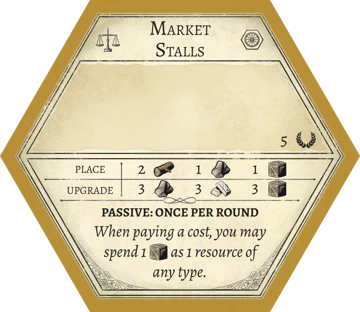 Market
Stalls
5
PLACE 2 1 1
UPGRADE 3 3 3
PASSIVE: ONCE PER ROUND
When paying a cost, you may
spend 1 as 1 resource of
any type.